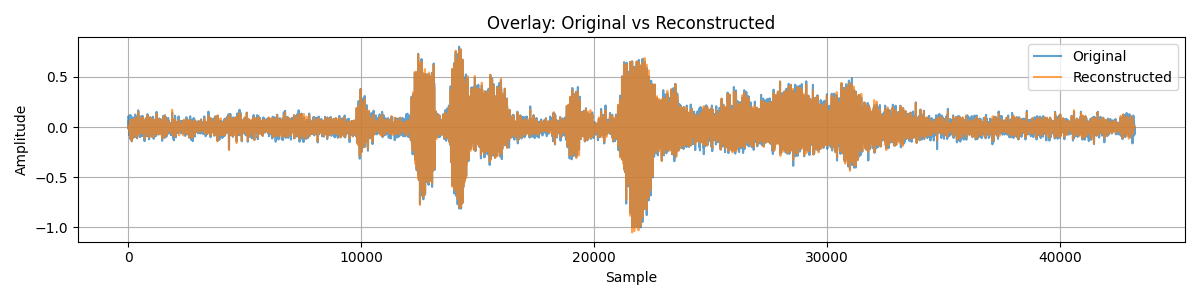 Overlay: Original vs Reconstructed
Original
Reconstructed
Amplitude
0.5
0.0
−0.5
−1.0
0
10000
20000
30000
40000
Sample